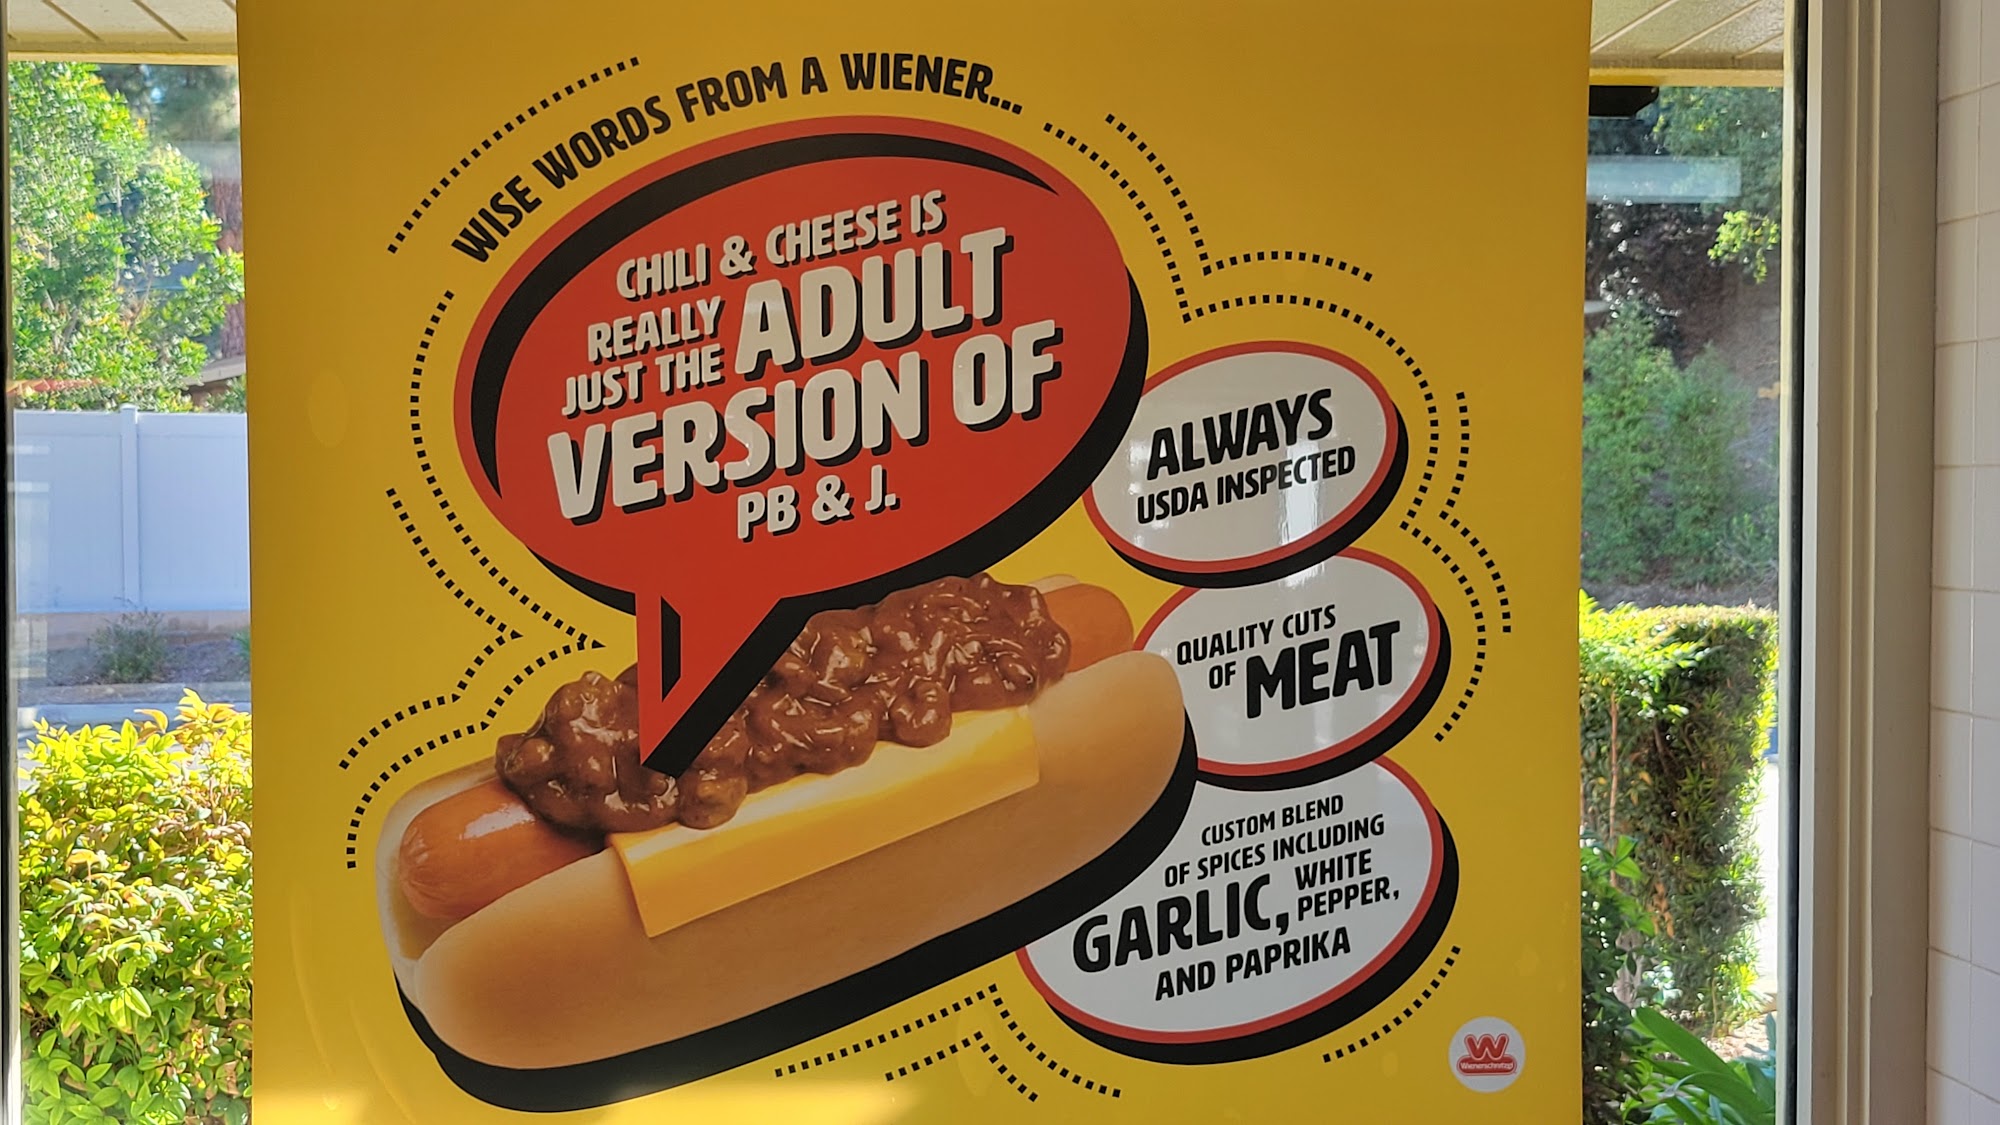 WISE WORDS FROM A WIENER...
CHILI & CHEESE IS
REALLY
JUST THE ADULT
VERSION OF
PB & J.
ALWAYS
USDA INSPECTED
QUALITY CUTS
OF MEAT
CUSTOM BLEND
OF SPICES INCLUDING
GARLIC, WHITE
PEPPER,
AND PAPRIKA
W
Wienerschnitzel